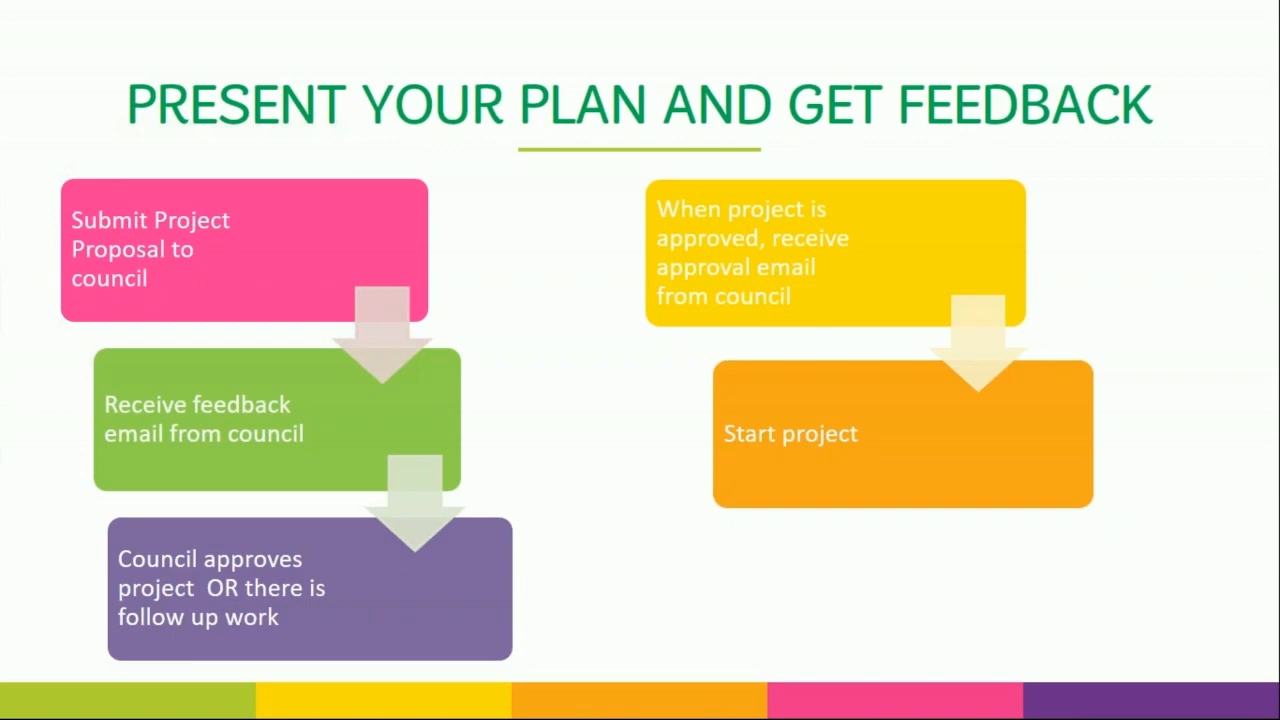 PRESENT YOUR PLAN AND GET FEEDBACK
Submit Project
Proposal to
council
Receive feedback
email from council
Council approves
project  OR there is
follow up work
When project is
approved, receive
approval email
from council
Start project